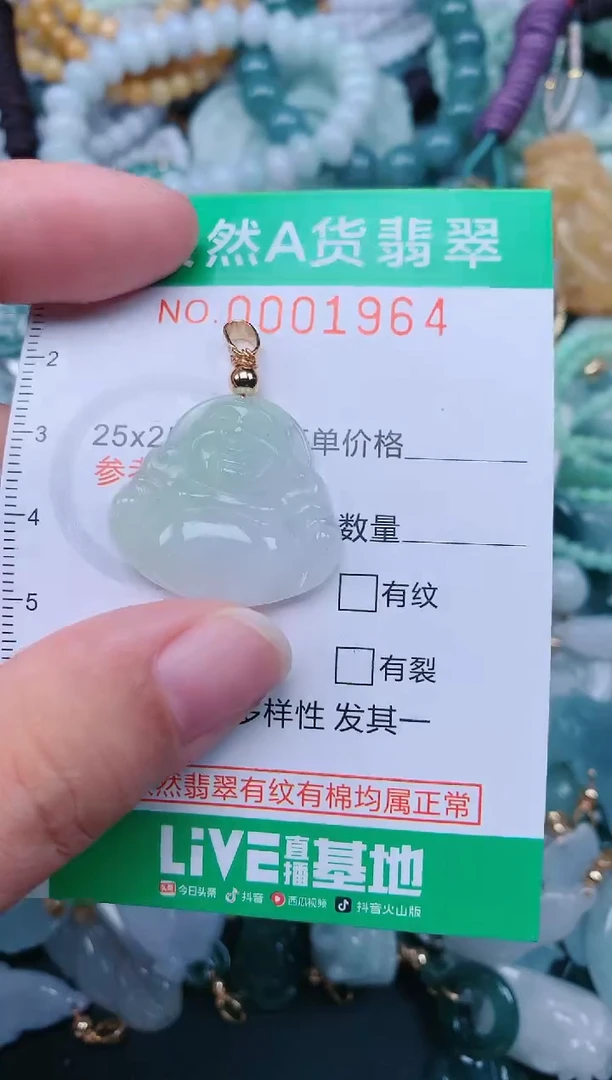 然A货翡翠
NO.0001964
2
3
25x2
单价格
参考
4
数量
5
有纹
有裂
多样性 发其一
然翡翠有纹有棉均属正常
LiVE直播基地
头条 今日头条 抖音 西瓜视频 抖音火山版